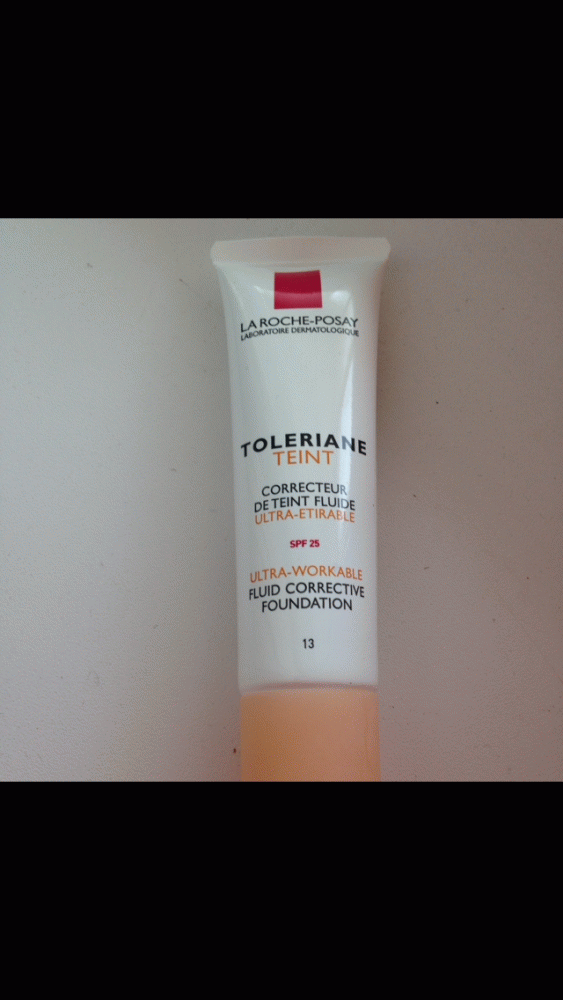 LA ROCHE-POSAY
LABORATOIRE DERMATOLOGIQUE
TOLERIANE
TEINT
CORRECTEUR
DE TEINT FLUIDE
ULTRA-ETIRABLE
SPF 25
ULTRA-WORKABLE
FLUID CORRECTIVE
FOUNDATION
13